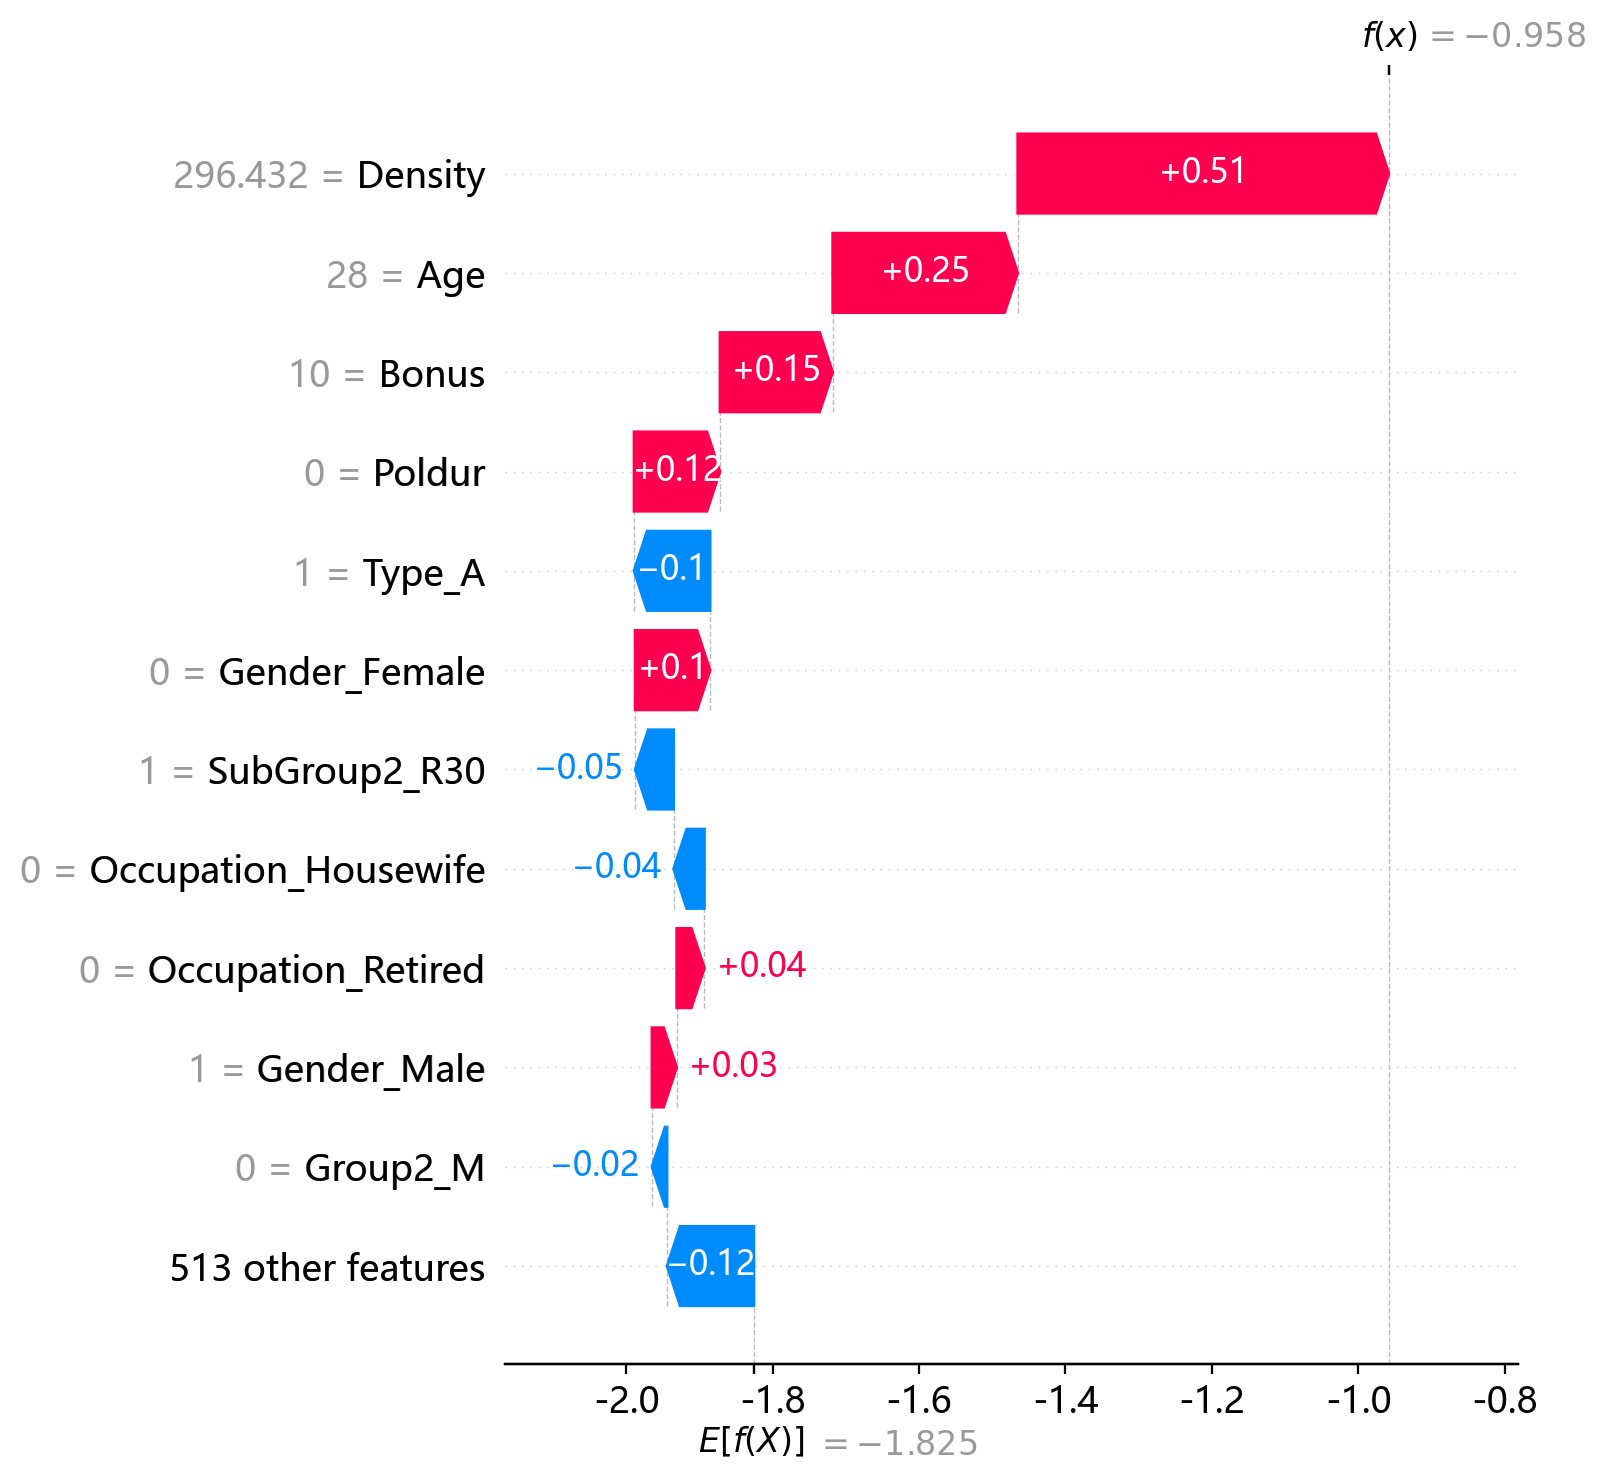 f(x) = −0.958
296.432 = Density
+0.51
28 = Age
+0.25
10 = Bonus
+0.15
0 = Poldur
+0.12
1 = Type_A
−0.1
0 = Gender_Female
+0.1
1 = SubGroup2_R30
−0.05
0 = Occupation_Housewife
−0.04
0 = Occupation_Retired
+0.04
1 = Gender_Male
+0.03
0 = Group2_M
−0.02
513 other features
−0.12
-2.0 -1.8 -1.6 -1.4 -1.2 -1.0 -0.8
E[f(X)] = −1.825